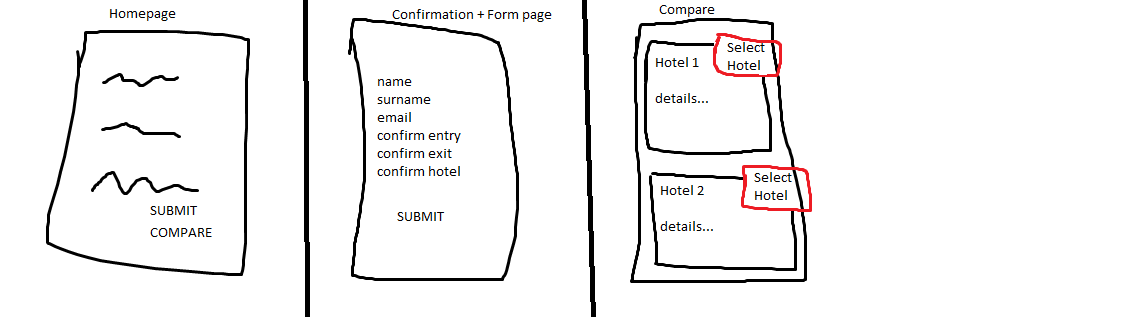 Homepage
SUBMIT
COMPARE
Confirmation + Form page
name
surname
email
confirm entry
confirm exit
confirm hotel
SUBMIT
Compare
Hotel 1
Select
Hotel
details...
Hotel 2
Select
Hotel
details...